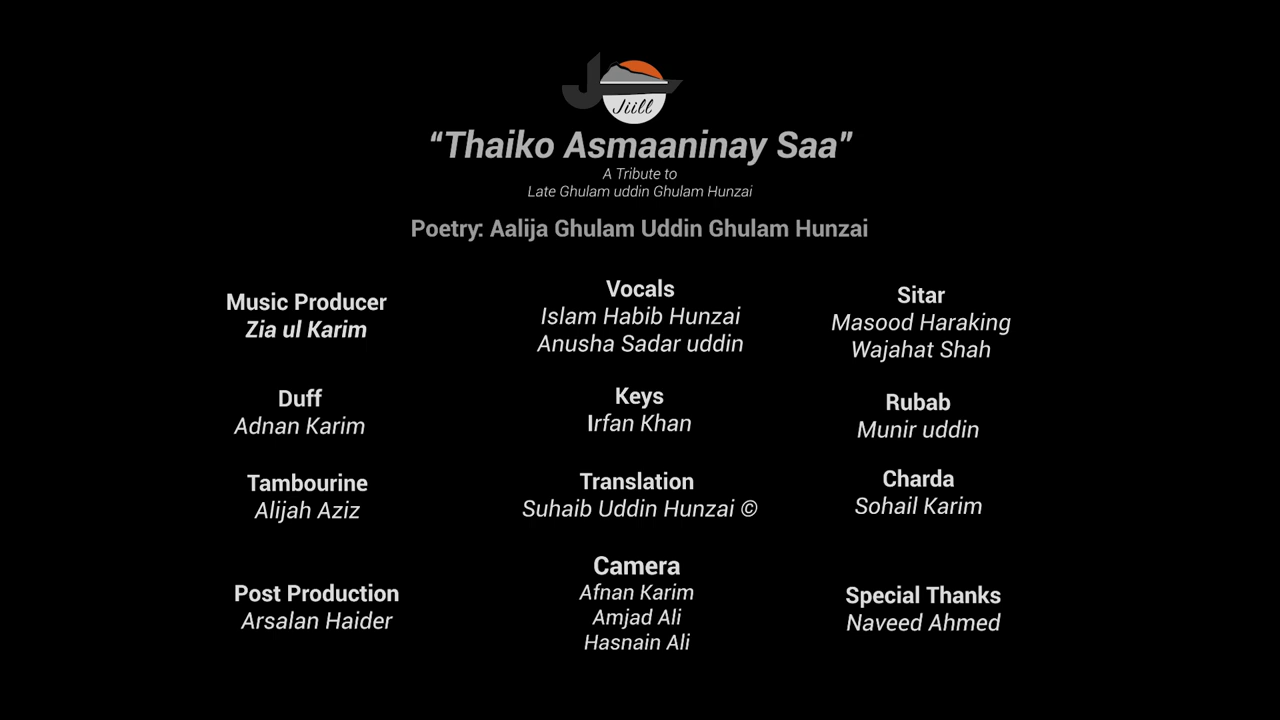 Jiill
“Thaiko Asmaaninay Saa”
A Tribute to
Late Ghulam uddin Ghulam Hunzai
Poetry: Aalija Ghulam Uddin Ghulam Hunzai
Music Producer
Zia ul Karim
Vocals
Islam Habib Hunzai
Anusha Sadar uddin
Sitar
Masood Haraking
Wajahat Shah
Duff
Adnan Karim
Keys
Irfan Khan
Rubab
Munir uddin
Tambourine
Alijah Aziz
Translation
Suhaib Uddin Hunzai ©
Charda
Sohail Karim
Post Production
Arsalan Haider
Camera
Afnan Karim
Amjad Ali
Hasnain Ali
Special Thanks
Naveed Ahmed